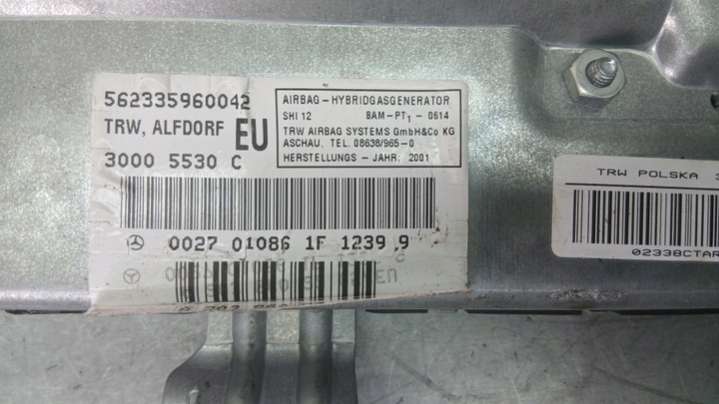 562335960042
TRW, ALFDORF EU
3000 5530 C
AIRBAG - HYBRIDGASGENERATOR
SHI 12 BAM-PT1 - 0614
TRW AIRBAG SYSTEMS GmbH&Co KG
ASCHAU. TEL. 08638/965-0
HERSTELLUNGS - JAHR: 2001
0027 01086 1F 1239 9
TRW POLSKA
02338CTAR